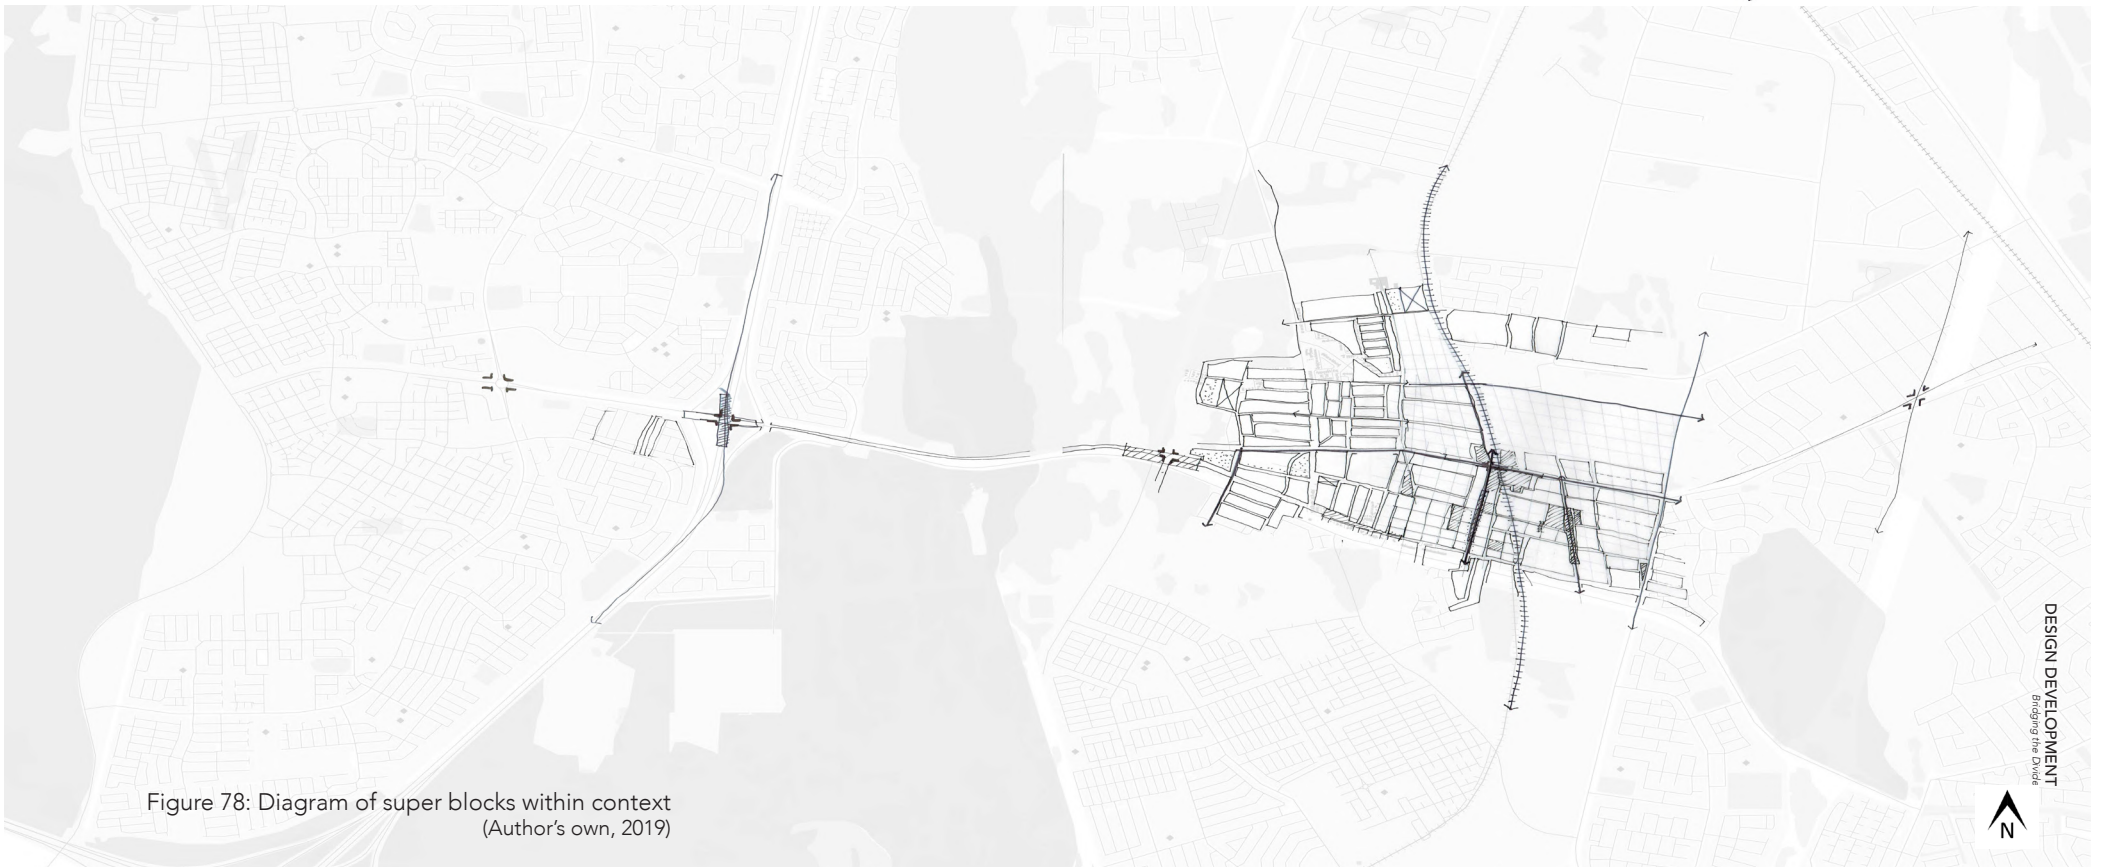 Figure 78: Diagram of super blocks within context
(Author's own, 2019)
DESIGN DEVELOPMENT
Bridging the Divide
N